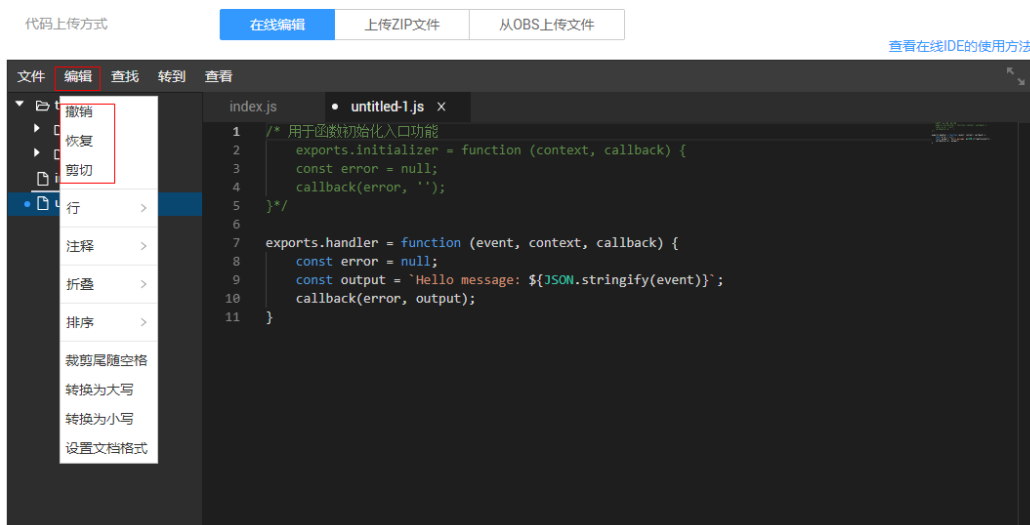 代码上传方式
在线编辑
上传ZIP文件
从OBS上传文件
查看在线IDE的使用方法
文件 编辑 查找 转到 查看
撤销
恢复
剪切
行
注释
折叠
排序
裁剪尾随空格
转换为大写
转换为小写
设置文档格式
index.js
untitled-1.js
1 /* 用于函数初始化入口功能
2 exports.initializer = function (context, callback) {
3 const error = null;
4 callback(error, '');
5 }*/
6
7 exports.handler = function (event, context, callback) {
8 const error = null;
9 const output = `Hello message: ${JSON.stringify(event)}`;
10 callback(error, output);
11 }